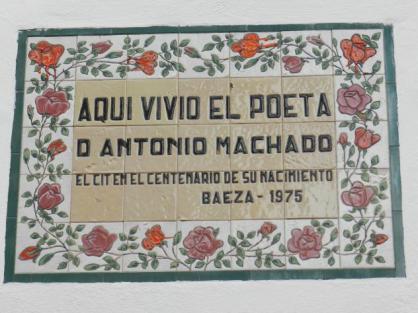 AQUI VIVIO EL POETA
D ANTONIO MACHADO
EL CIT EN EL CENTENARIO DE SU NACIMIENTO
BAEZA - 1975